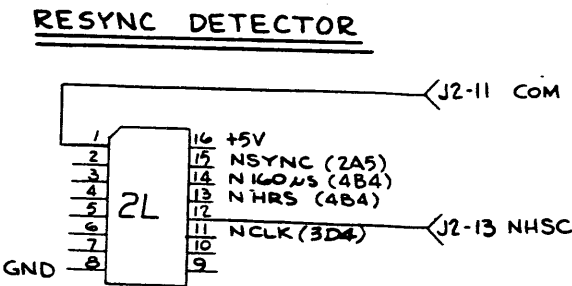 RESYNC DETECTOR
J2-11 COM
1 16 +5V
2 15 NSYNC (2A5)
3 14 N160µS (4B4)
4 13 NHRS (4B4)
5 2L 12
6 11 NCLK (3D4) J2-13 NHSC
7 10
GND 8 9